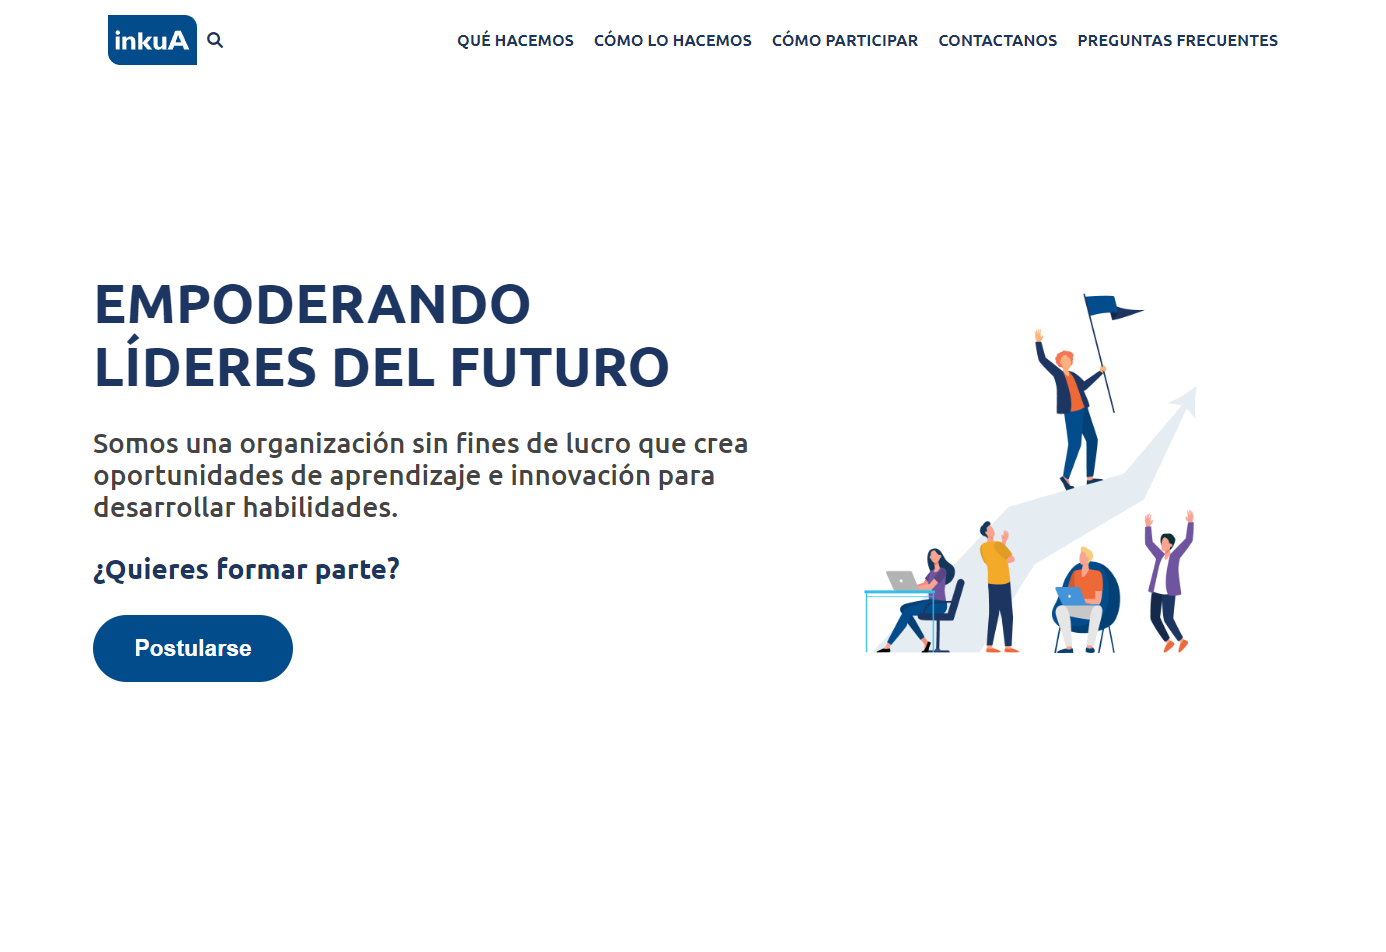 inkuA
QUÉ HACEMOS CÓMO LO HACEMOS CÓMO PARTICIPAR CONTACTANOS PREGUNTAS FRECUENTES
EMPODERANDO
LÍDERES DEL FUTURO
Somos una organización sin fines de lucro que crea
oportunidades de aprendizaje e innovación para
desarrollar habilidades.
¿Quieres formar parte?
Postularse